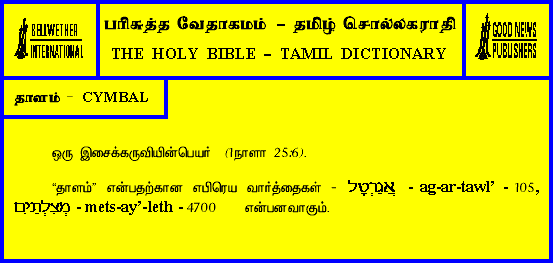 BELLWETHER
INTERNATIONAL
பரிசுத்த வேதாகமம் - தமிழ் சொல்லகராதி
THE HOLY BIBLE - TAMIL DICTIONARY
GOOD NEWS
PUBLISHERS
தாளம் - CYMBAL
ஒரு இசைக்கருவியின்பெயர் (1நாளா 25:6).
“தாளம்” என்பதற்கான எபிரெய வார்த்தைகள் - אֲגַרְטָל - ag-ar-tawl’ - 105,
מְצִלְתַּיִם - mets-ay’-leth - 4700 என்பனவாகும்.